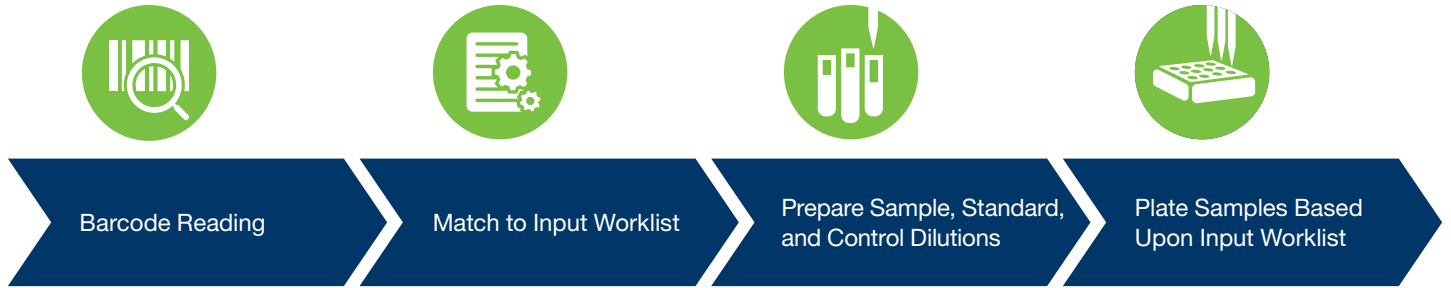 Barcode Reading
Match to Input Worklist
Prepare Sample, Standard,
and Control Dilutions
Plate Samples Based
Upon Input Worklist